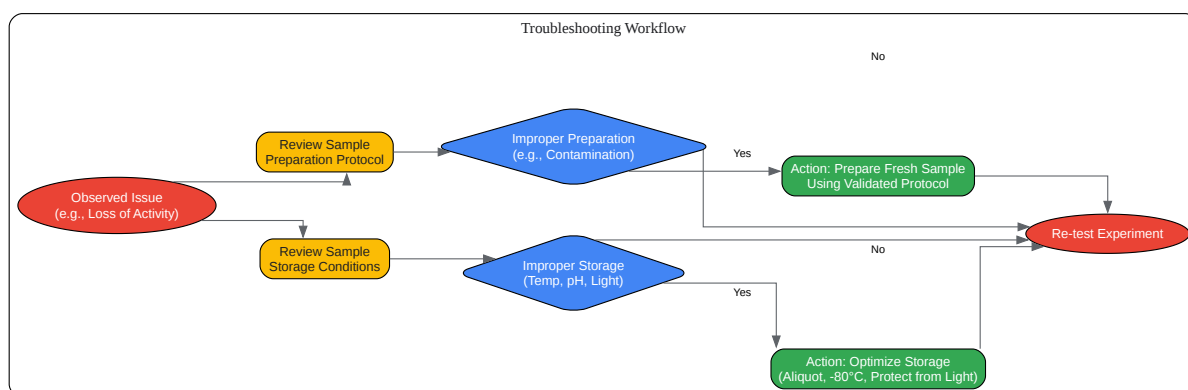 Troubleshooting Workflow
No
Improper Preparation
(e.g., Contamination)
Review Sample
Preparation Protocol
Yes
Action: Prepare Fresh Sample
Using Validated Protocol
Observed Issue
(e.g., Loss of Activity)
Re-test Experiment
Review Sample
Storage Conditions
Improper Storage
(Temp, pH, Light)
No
Yes
Action: Optimize Storage
(Aliquot, -80°C, Protect from Light)